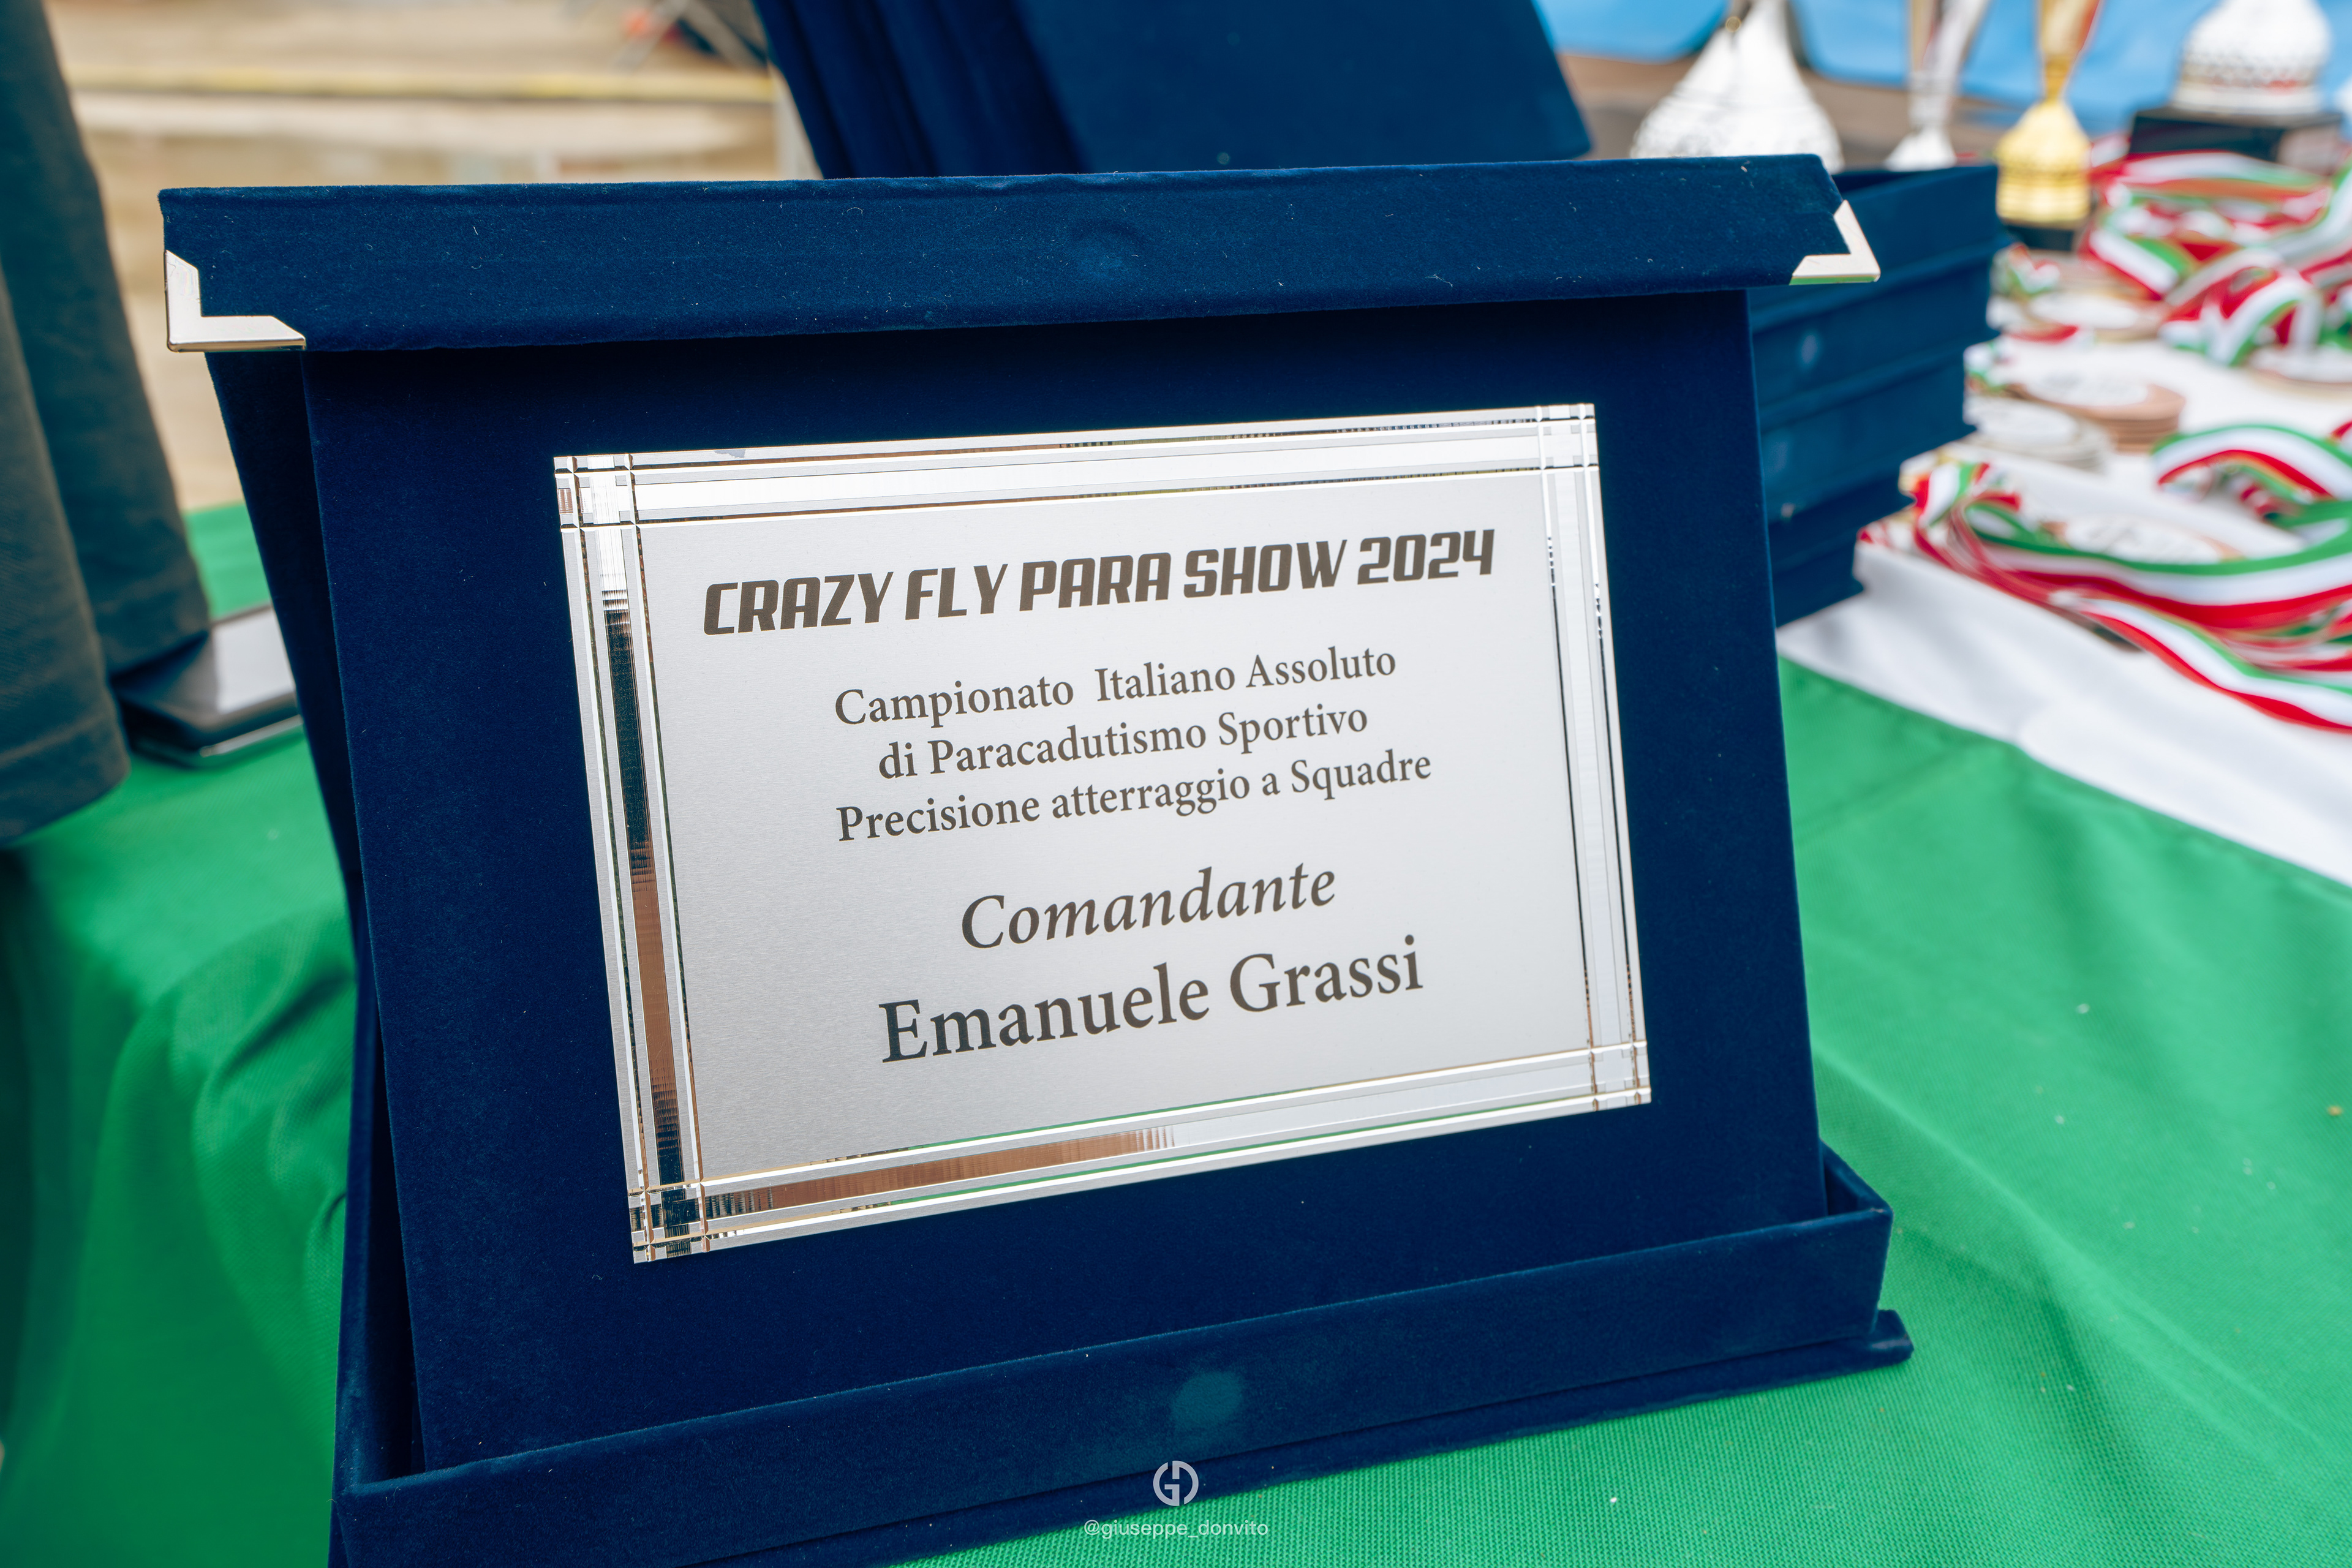 CRAZY FLY PARA SHOW 2024
Campionato Italiano Assoluto
di Paracadutismo Sportivo
Precisione atterraggio a Squadre
Comandante
Emanuele Grassi
@giuseppe_donvito